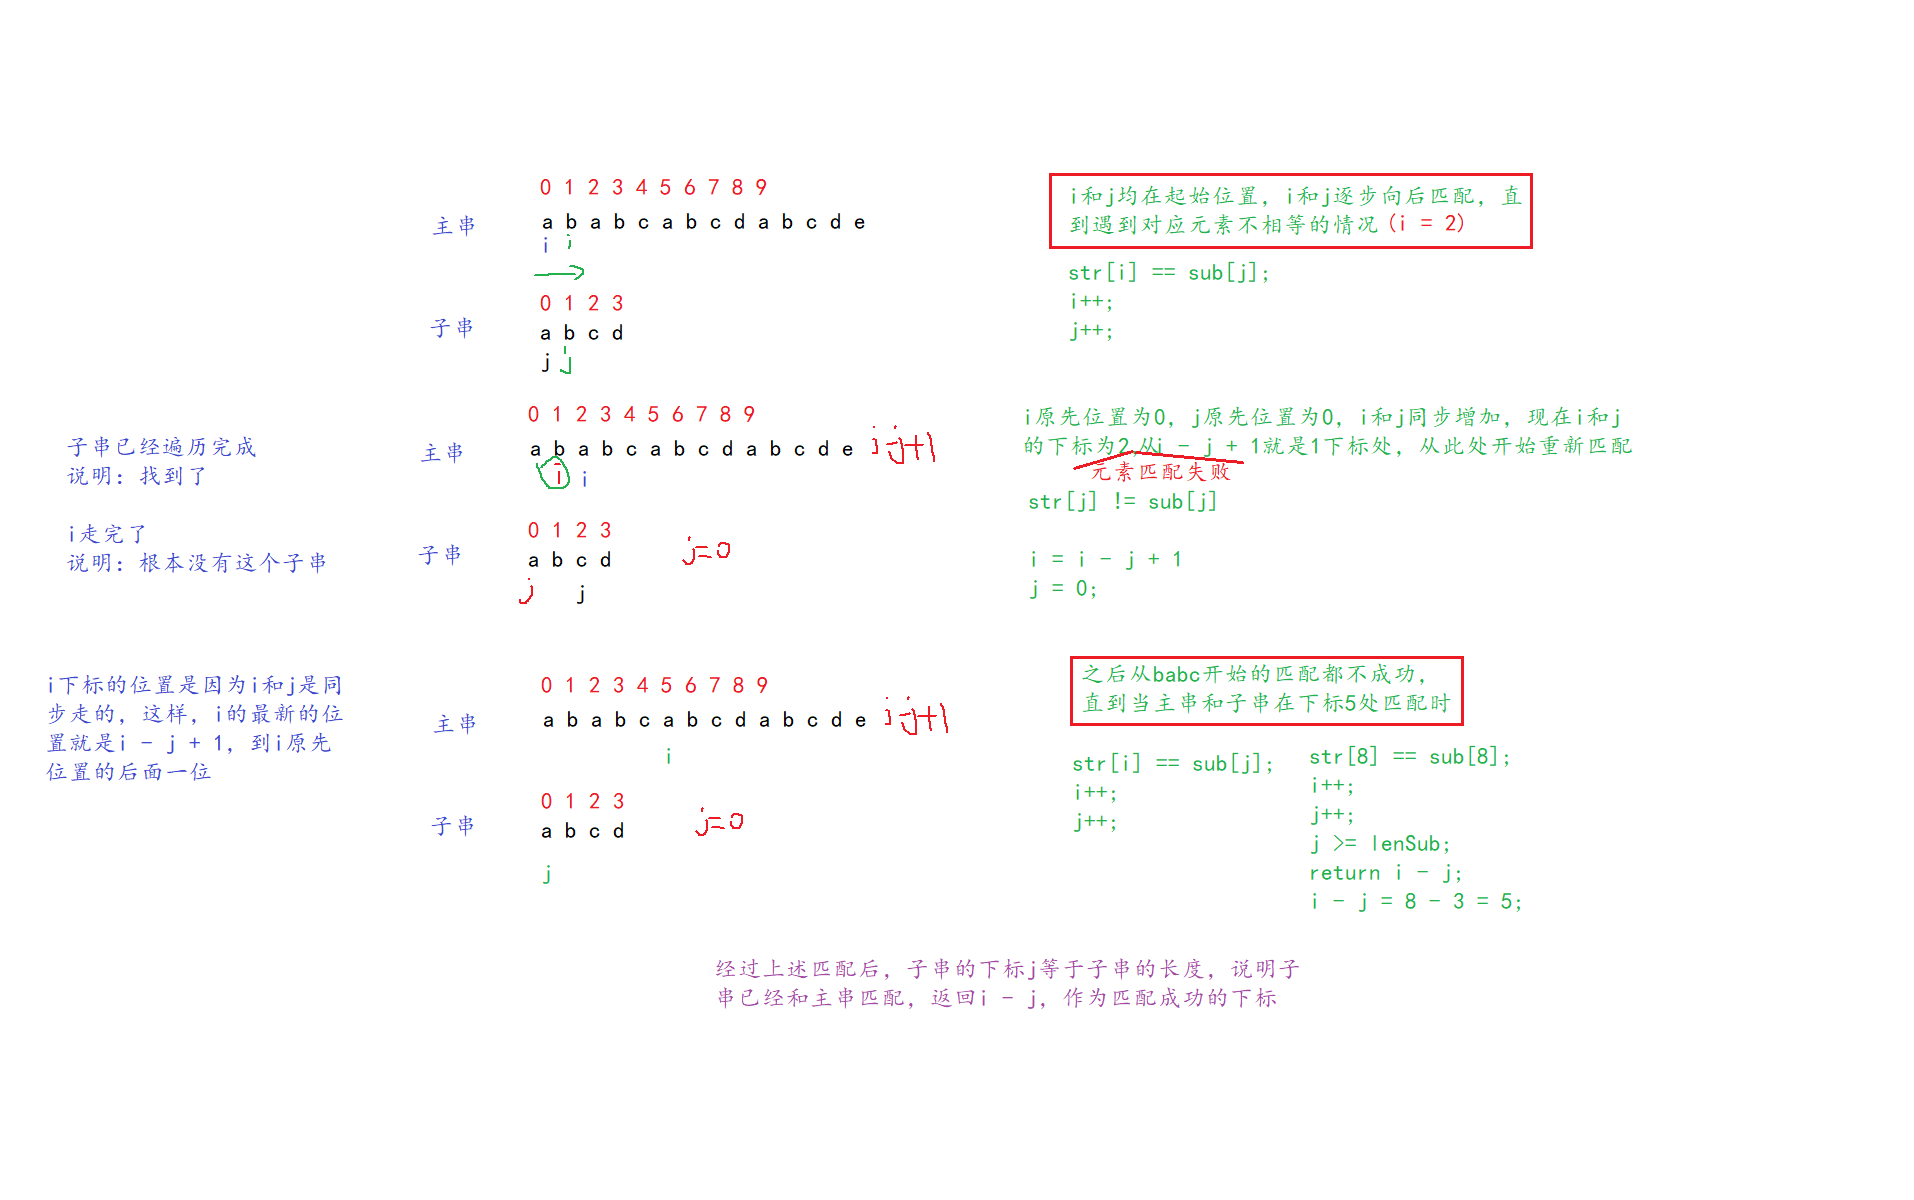 0 1 2 3 4 5 6 7 8 9
主串
a b a b c a b c d a b c d e
i i
0 1 2 3
子串
a b c d
j j
i和j均在起始位置，i和j逐步向后匹配，直
到遇到对应元素不相等的情况（i = 2）
str[i] == sub[j];
i++;
j++;
子串已经遍历完成
说明：找到了
i走完了
说明：根本没有这个子串
0 1 2 3 4 5 6 7 8 9
主串
a b a b c a b c d a b c d e
i-j+1
i i
0 1 2 3
子串
a b c d
j=0
j j
i原先位置为0，j原先位置为0，i和j同步增加，现在i和j
的下标为2,从i - j + 1就是1下标处，从此处开始重新匹配
元素匹配失败
str[j] != sub[j]
i = i - j + 1
j = 0;
i下标的位置是因为i和j是同
步走的，这样，i的最新的位
置就是i - j + 1，到i原先
位置的后面一位
0 1 2 3 4 5 6 7 8 9
主串
a b a b c a b c d a b c d e
i-j+1
i
0 1 2 3
子串
a b c d
j=0
j
之后从babc开始的匹配都不成功，
直到当主串和子串在下标5处匹配时
str[i] == sub[j];
i++;
j++;
str[8] == sub[8];
i++;
j++;
j >= lenSub;
return i - j;
i - j = 8 - 3 = 5;
经过上述匹配后，子串的下标j等于子串的长度，说明子
串已经和主串匹配，返回i - j，作为匹配成功的下标